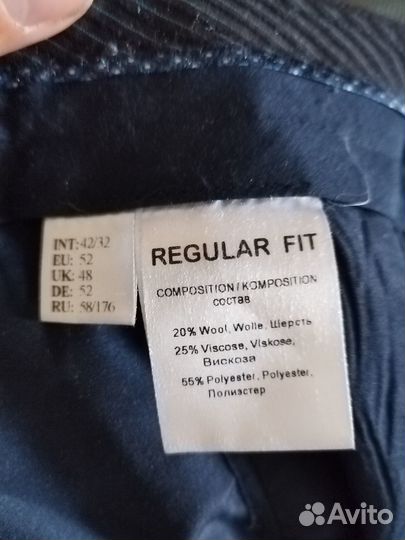 INT: 42/32
EU: 52
UK: 48
DE: 52
RU: 58/176
REGULAR FIT
COMPOSITION/KOMPOSITION
СОСТАВ
20% Wool, Wolle, Шерсть
25% Viscose, Viskose,
Вискоза
55% Polyester, Polyester,
Полиэстер
Avito